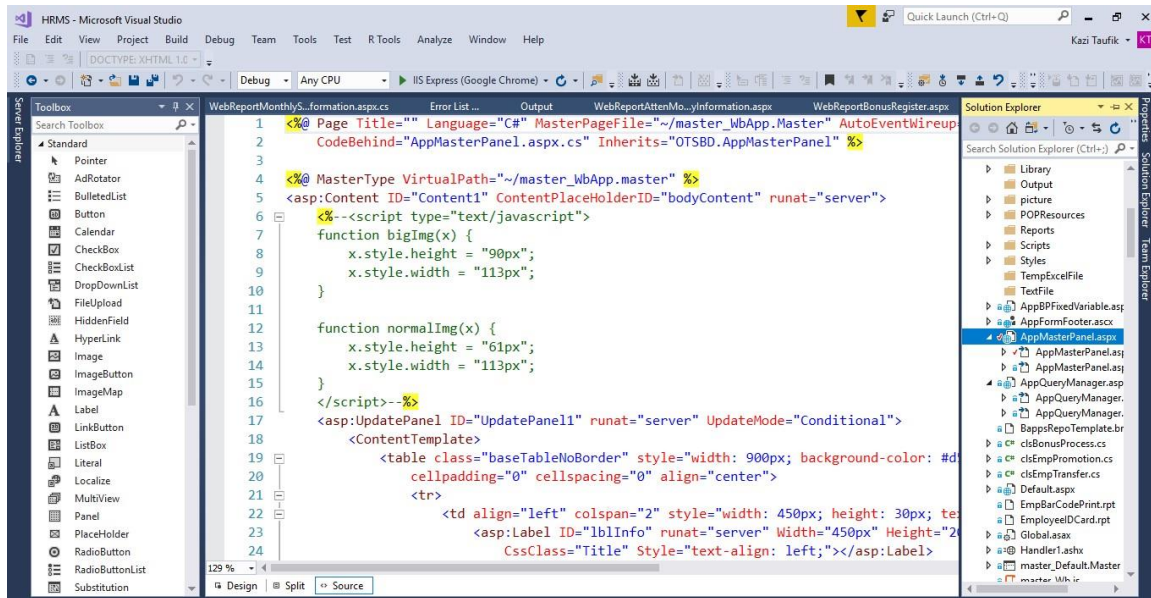 HRMS - Microsoft Visual Studio
Quick Launch (Ctrl+Q)
File Edit View Project Build Debug Team Tools Test R Tools Analyze Window Help
Kazi Taufik
KT
DOCTYPE: XHTML 1.0
Debug Any CPU IIS Express (Google Chrome)
Server Explorer
Toolbox
Search Toolbox
Standard
Pointer
AdRotator
BulletedList
Button
Calendar
CheckBox
CheckBoxList
DropDownList
FileUpload
HiddenField
HyperLink
Image
ImageButton
ImageMap
Label
LinkButton
ListBox
Literal
Localize
MultiView
Panel
PlaceHolder
RadioButton
RadioButtonList
Substitution
WebReportMonthlyS...formation.aspx.cs Error List ... Output WebReportAttenMo...yInformation.aspx WebReportBonusRegister.aspx
1 <%@ Page Title="" Language="C#" MasterPageFile="~/master_WbApp.Master" AutoEventWireup=
2 CodeBehind="AppMasterPanel.aspx.cs" Inherits="OTSBD.AppMasterPanel" %>
3
4 <%@ MasterType VirtualPath="~/master_WbApp.master" %>
5 <asp:Content ID="Content1" ContentPlaceHolderID="bodyContent" runat="server">
6 <%--<script type="text/javascript">
7 function bigImg(x) {
8 x.style.height = "90px";
9 x.style.width = "113px";
10 }
11
12 function normalImg(x) {
13 x.style.height = "61px";
14 x.style.width = "113px";
15 }
16 </script>--%>
17 <asp:UpdatePanel ID="UpdatePanel1" runat="server" UpdateMode="Conditional">
18 <ContentTemplate>
19 <table class="baseTableNoBorder" style="width: 900px; background-color: #d
20 cellpadding="0" cellspacing="0" align="center">
21 <tr>
22 <td align="left" colspan="2" style="width: 450px; height: 30px; te
23 <asp:Label ID="lblInfo" runat="server" Width="450px" Height="2
24 CssClass="Title" Style="text-align: left;"></asp:Label>
129 %
Design Split Source
Solution Explorer
Search Solution Explorer (Ctrl+;)
Library
Output
picture
POPResources
Reports
Scripts
Styles
TempExcelFile
TextFile
AppBPFixedVariable.asp
AppFormFooter.ascx
AppMasterPanel.aspx
AppMasterPanel.asp
AppMasterPanel.asp
AppQueryManager.asp
AppQueryManager.
AppQueryManager.
BappsRepoTemplate.br
C# clsBonusProcess.cs
C# clsEmpPromotion.cs
C# clsEmpTransfer.cs
Default.aspx
EmpBarCodePrint.rpt
EmployeeIDCard.rpt
Global.asax
Handler1.ashx
master_Default.Master
Properties
Solution Explorer
Team Explorer